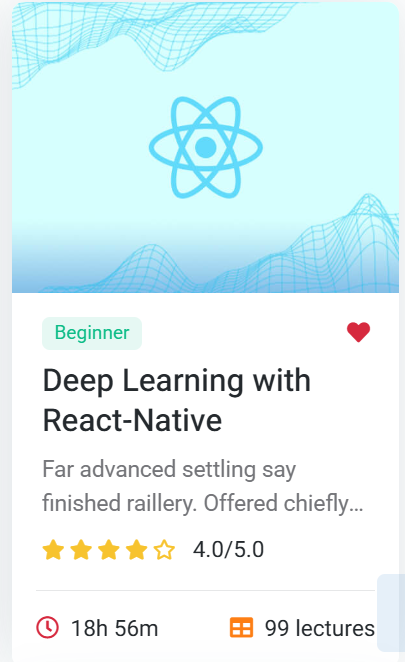 Beginner
Deep Learning with
React-Native
Far advanced settling say
finished raillery. Offered chiefly...
4.0/5.0
18h 56m
99 lectures